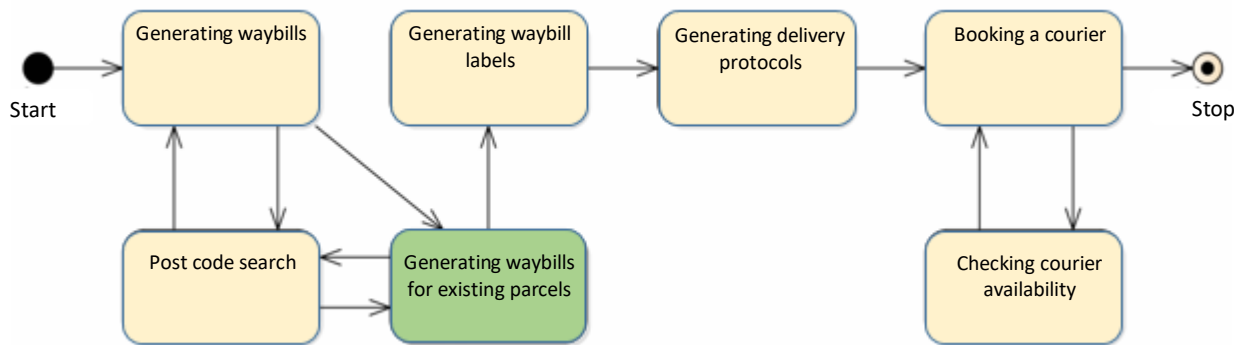 Generating waybills
Generating waybill
labels
Generating delivery
protocols
Booking a courier
Start
Stop
Post code search
Generating waybills
for existing parcels
Checking courier
availability